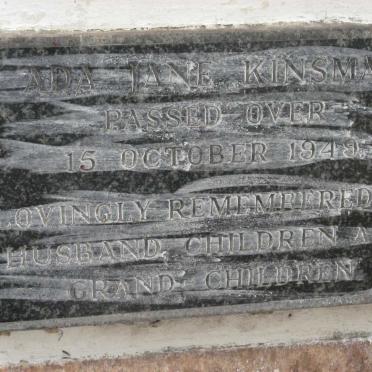 ADA JANE KINSMA
PASSED OVER
15 OCTOBER 1949
LOVINGLY REMEMBERED
HUSBAND, CHILDREN A
GRAND CHILDREN